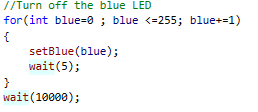 //Turn off the blue LED
for(int blue=0 ; blue <=255; blue+=1)
{
    setBlue(blue);
    wait(5);
}
wait(10000);